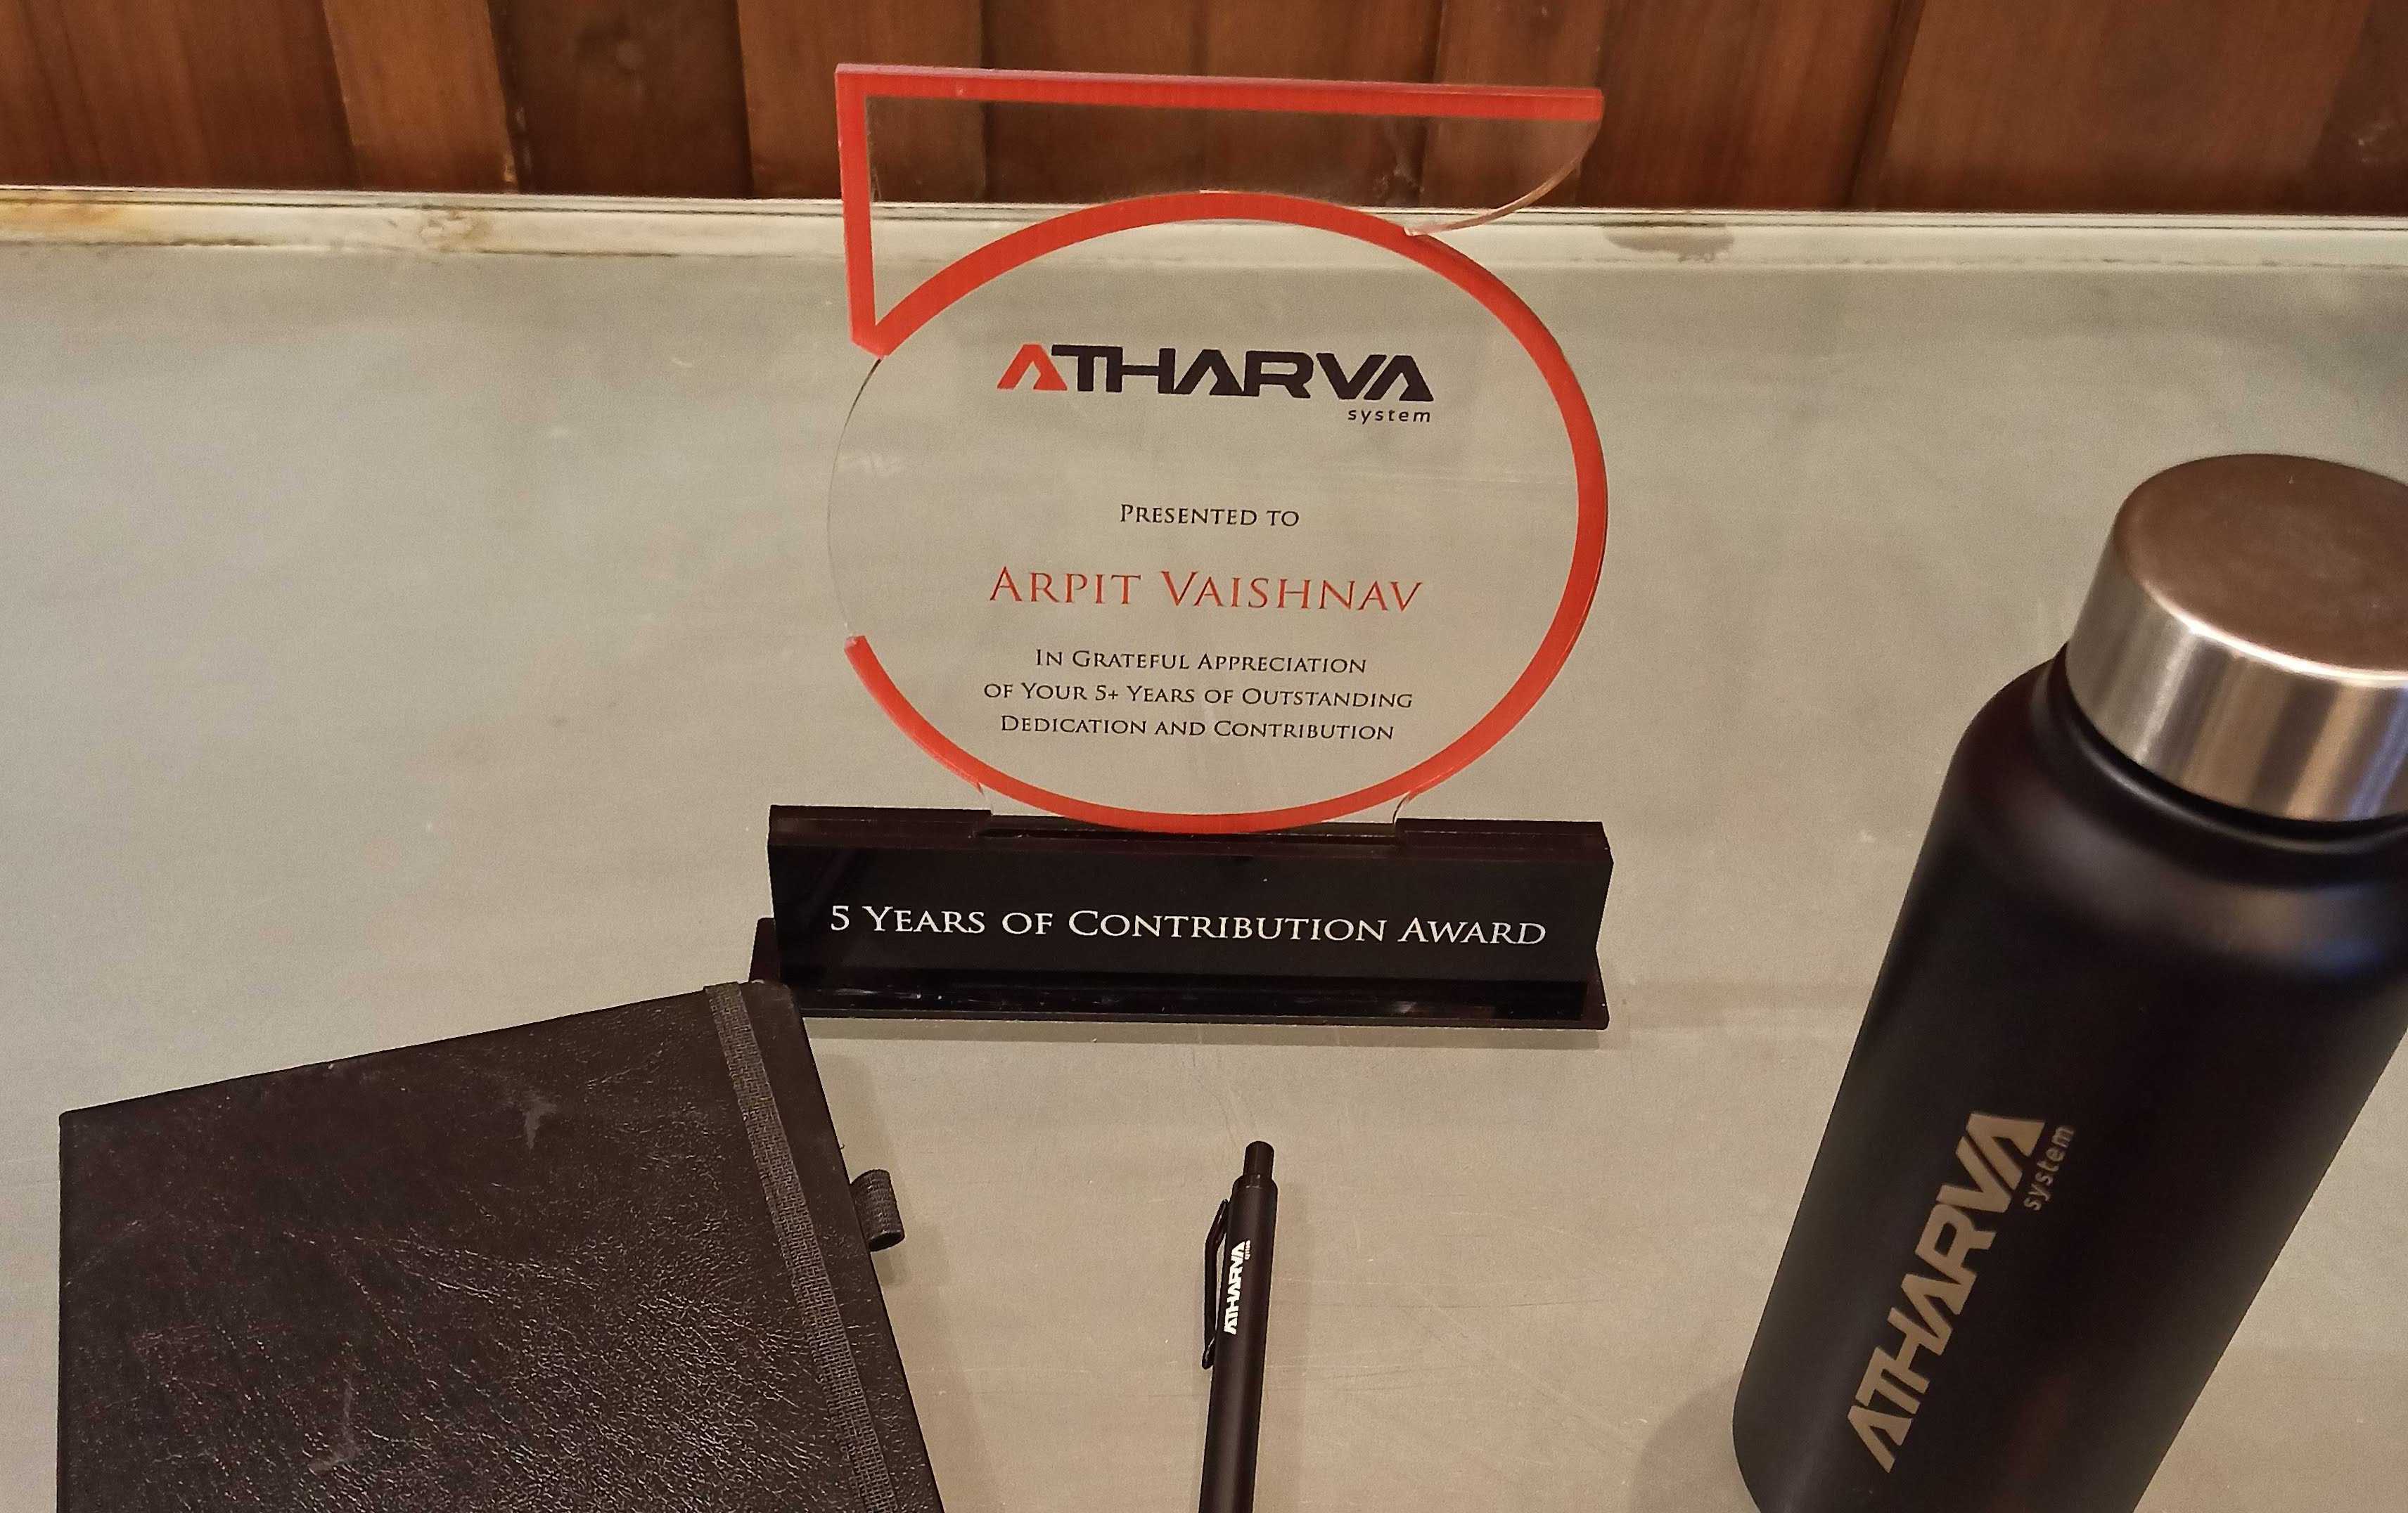 ATHARVA
system
PRESENTED TO
ARPIT VAISHNAV
IN GRATEFUL APPRECIATION
OF YOUR 5+ YEARS OF OUTSTANDING
DEDICATION AND CONTRIBUTION
5 YEARS OF CONTRIBUTION AWARD
ATHARVA
system
ATHARVA
system